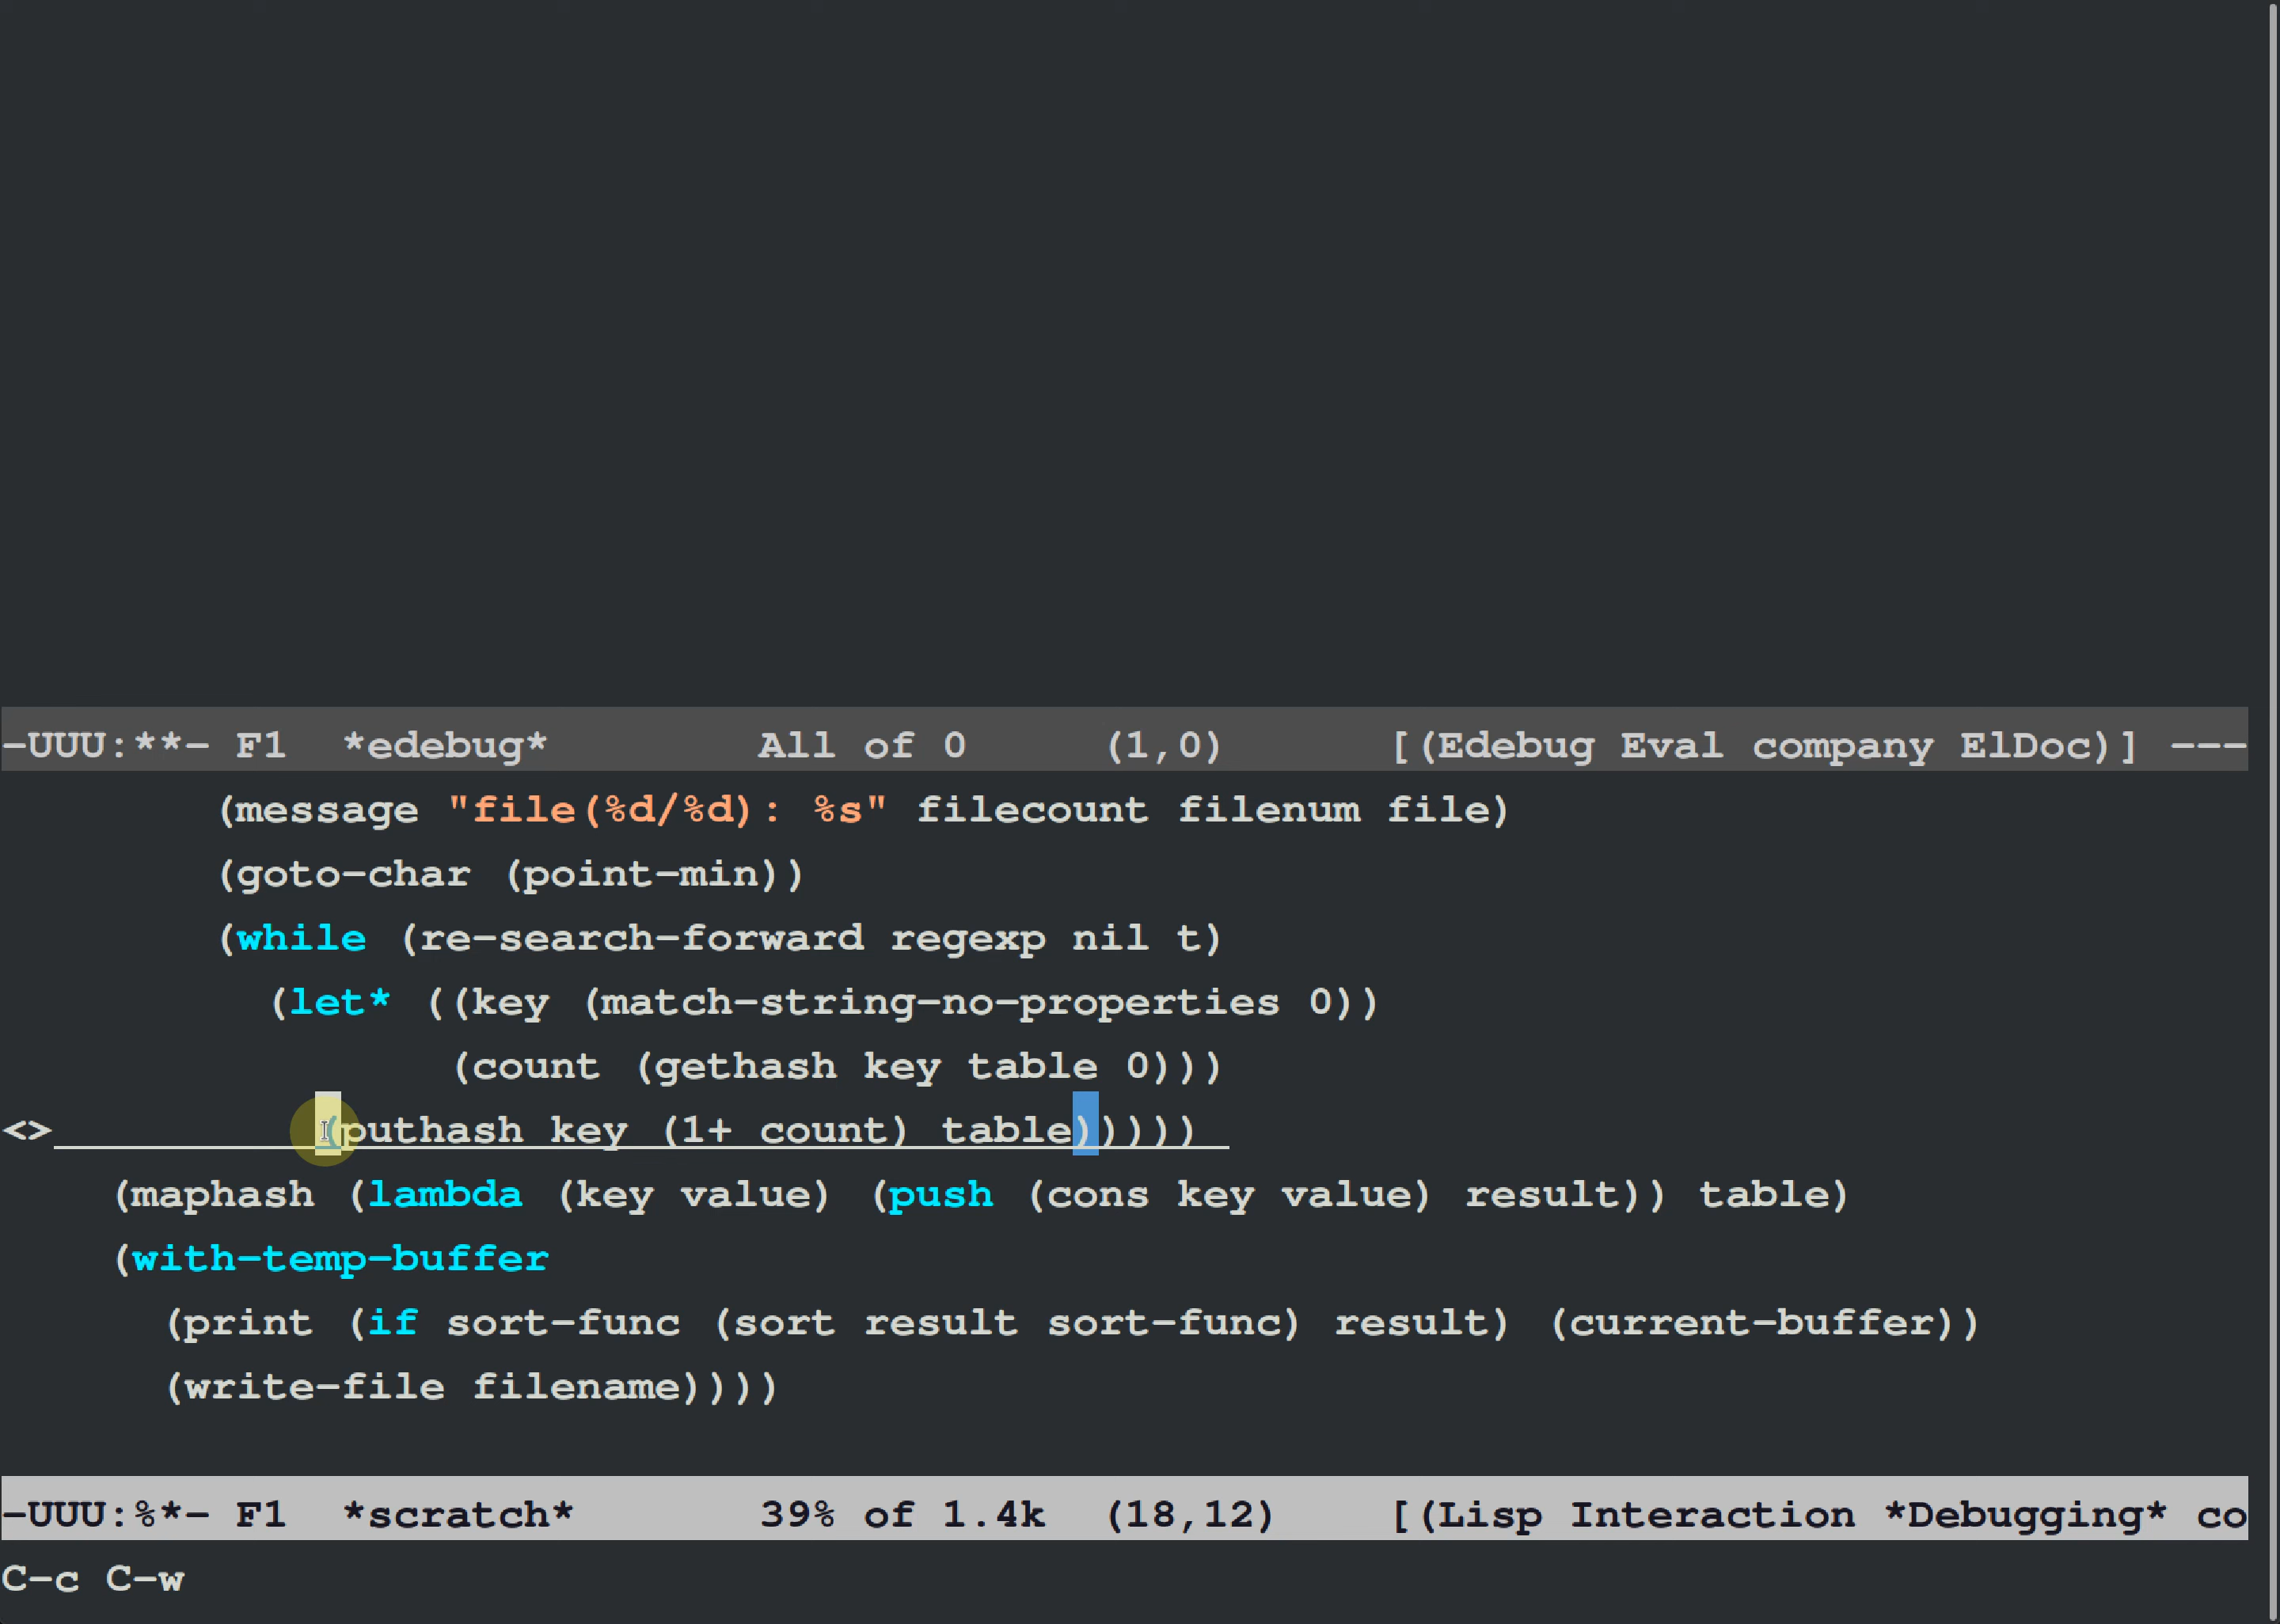 -UUU:**- F1  *edebug*        All of 0     (1,0)      [(Edebug Eval company ElDoc)] ---
        (message "file(%d/%d): %s" filecount filenum file)
        (goto-char (point-min))
        (while (re-search-forward regexp nil t)
          (let* ((key (match-string-no-properties 0))
                 (count (gethash key table 0)))
<>          (puthash key (1+ count) table)))))
    (maphash (lambda (key value) (push (cons key value) result)) table)
    (with-temp-buffer
      (print (if sort-func (sort result sort-func) result) (current-buffer))
      (write-file filename))))
-UUU:%*- F1  *scratch*       39% of 1.4k  (18,12)    [(Lisp Interaction *Debugging* co
C-c C-w